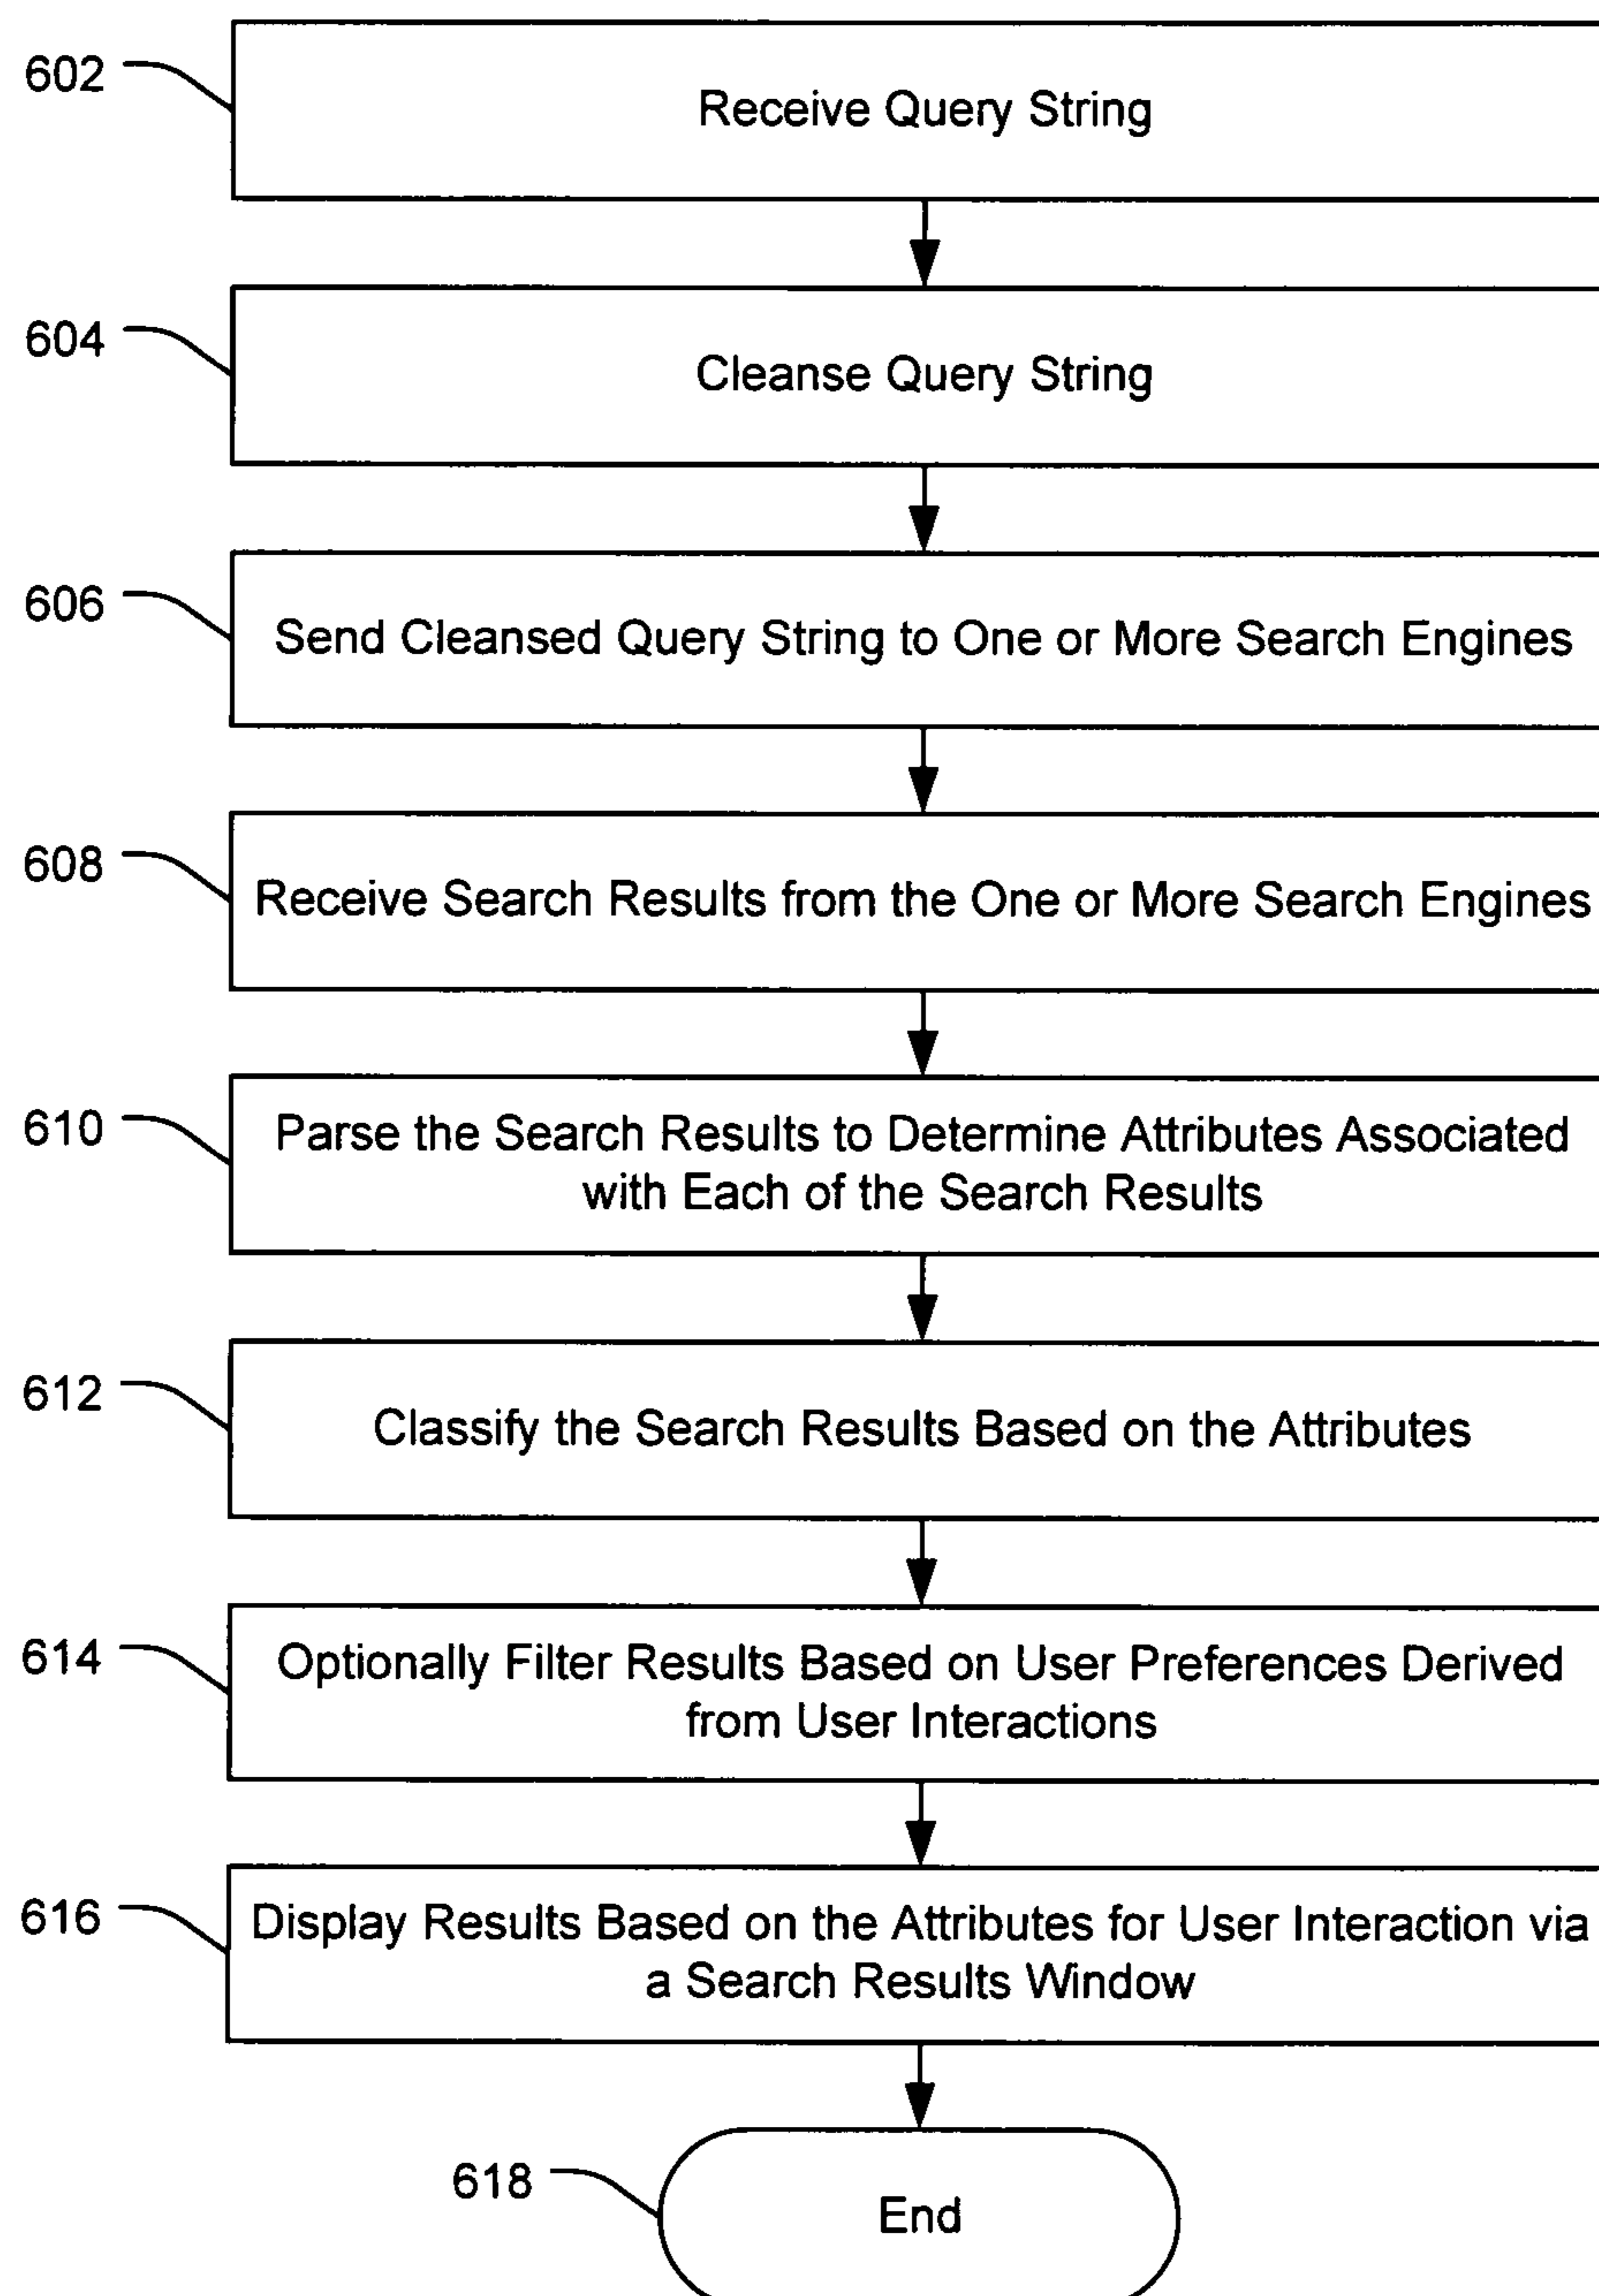 602
Receive Query String
604
Cleanse Query String
606
Send Cleansed Query String to One or More Search Engines
608
Receive Search Results from the One or More Search Engines
610
Parse the Search Results to Determine Attributes Associated
with Each of the Search Results
612
Classify the Search Results Based on the Attributes
614
Optionally Filter Results Based on User Preferences Derived
from User Interactions
616
Display Results Based on the Attributes for User Interaction via
a Search Results Window
618
End